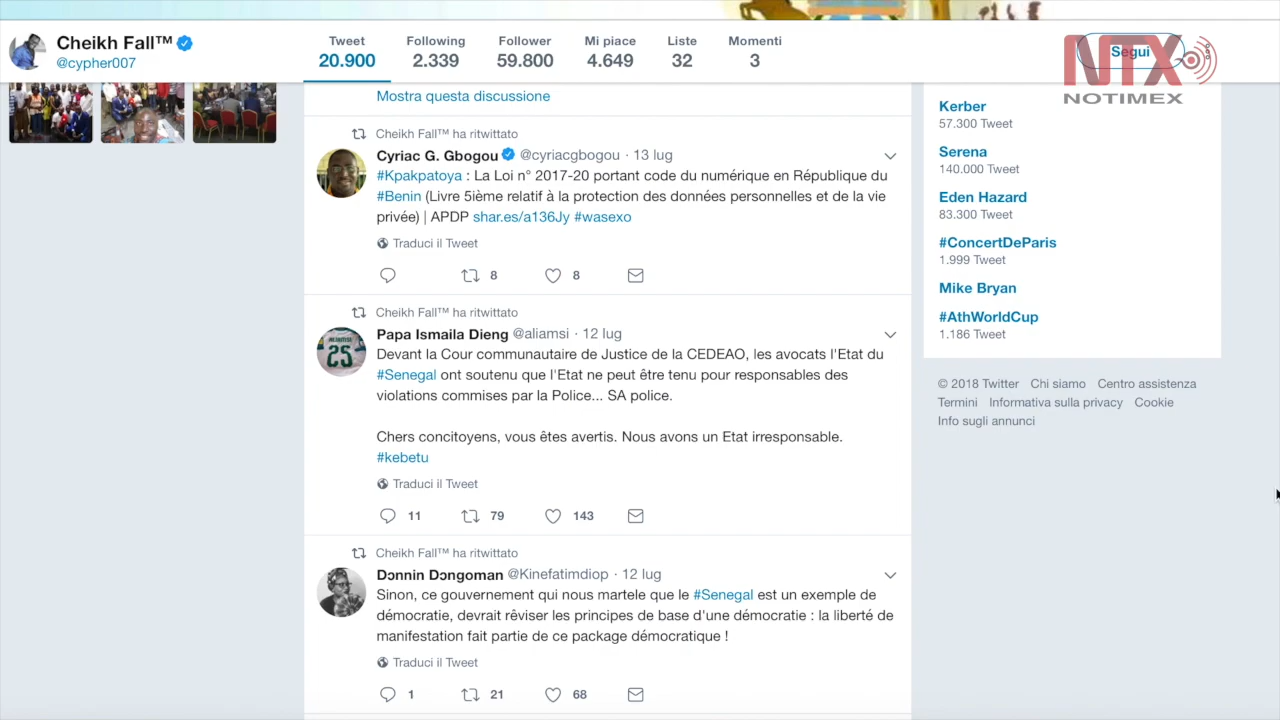 Cheikh Fall™
@cypher007
Tweet
20.900
Following
2.339
Follower
59.800
Mi piace
4.649
Liste
32
Momenti
3
Segui
NTX
NOTIMEX
Mostra questa discussione
Cheikh Fall™ ha ritwittato
Cyriac G. Gbogou @cyriacgbogou · 13 lug
#Kpakpatoya : La Loi n° 2017-20 portant code du numérique en République du
#Benin (Livre 5ième relatif à la protection des données personnelles et de la vie
privée) | APDP shar.es/a136Jy #wasexo
Traduci il Tweet
8 8
Cheikh Fall™ ha ritwittato
Papa Ismaila Dieng @aliamsi · 12 lug
Devant la Cour communautaire de Justice de la CEDEAO, les avocats l'Etat du
#Senegal ont soutenu que l'Etat ne peut être tenu pour responsables des
violations commises par la Police... SA police.
Chers concitoyens, vous êtes avertis. Nous avons un Etat irresponsable.
#kebetu
Traduci il Tweet
11 79 143
Cheikh Fall™ ha ritwittato
Dɔnnin Dɔngoman @Kinefatimdiop · 12 lug
Sinon, ce gouvernement qui nous martele que le #Senegal est un exemple de
démocratie, devrait rêviser les principes de base d'une démocratie : la liberté de
manifestation fait partie de ce package démocratique !
Traduci il Tweet
1 21 68
Kerber
57.300 Tweet
Serena
140.000 Tweet
Eden Hazard
83.300 Tweet
#ConcertDeParis
1.999 Tweet
Mike Bryan
#AthWorldCup
1.186 Tweet
© 2018 Twitter Chi siamo Centro assistenza
Termini Informativa sulla privacy Cookie
Info sugli annunci
ALIAMSI
25